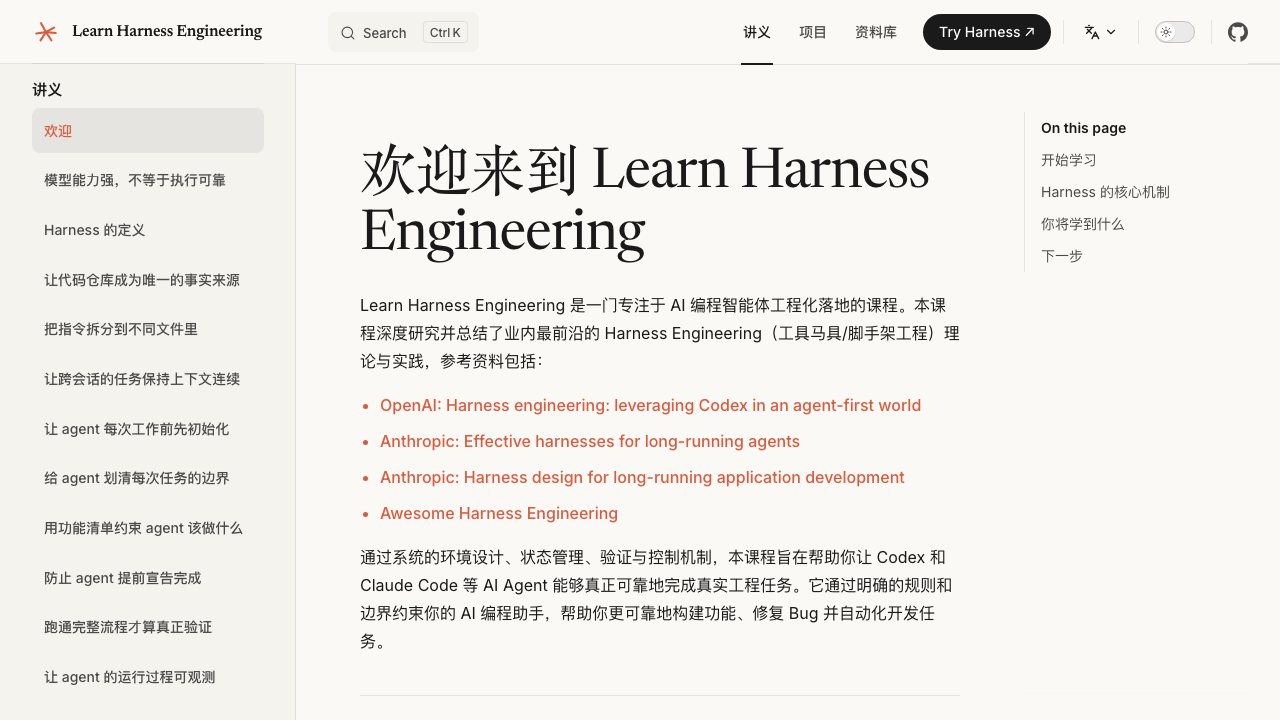 Learn Harness Engineering
Search
Ctrl K
讲义
项目
资料库
Try Harness ↗
讲义
欢迎
模型能力强，不等于执行可靠
Harness 的定义
让代码仓库成为唯一的事实来源
把指令拆分到不同文件里
让跨会话的任务保持上下文连续
让 agent 每次工作前先初始化
给 agent 划清每次任务的边界
用功能清单约束 agent 该做什么
防止 agent 提前宣告完成
跑通完整流程才算真正验证
让 agent 的运行过程可观测
欢迎来到 Learn Harness
Engineering
Learn Harness Engineering 是一门专注于 AI 编程智能体工程化落地的课程。本课
程深度研究并总结了业内最前沿的 Harness Engineering（工具马具/脚手架工程）理
论与实践，参考资料包括：
• OpenAI: Harness engineering: leveraging Codex in an agent-first world
• Anthropic: Effective harnesses for long-running agents
• Anthropic: Harness design for long-running application development
• Awesome Harness Engineering
通过系统的环境设计、状态管理、验证与控制机制，本课程旨在帮助你让 Codex 和
Claude Code 等 AI Agent 能够真正可靠地完成真实工程任务。它通过明确的规则和
边界约束你的 AI 编程助手，帮助你更可靠地构建功能、修复 Bug 并自动化开发任
务。
On this page
开始学习
Harness 的核心机制
你将学到什么
下一步